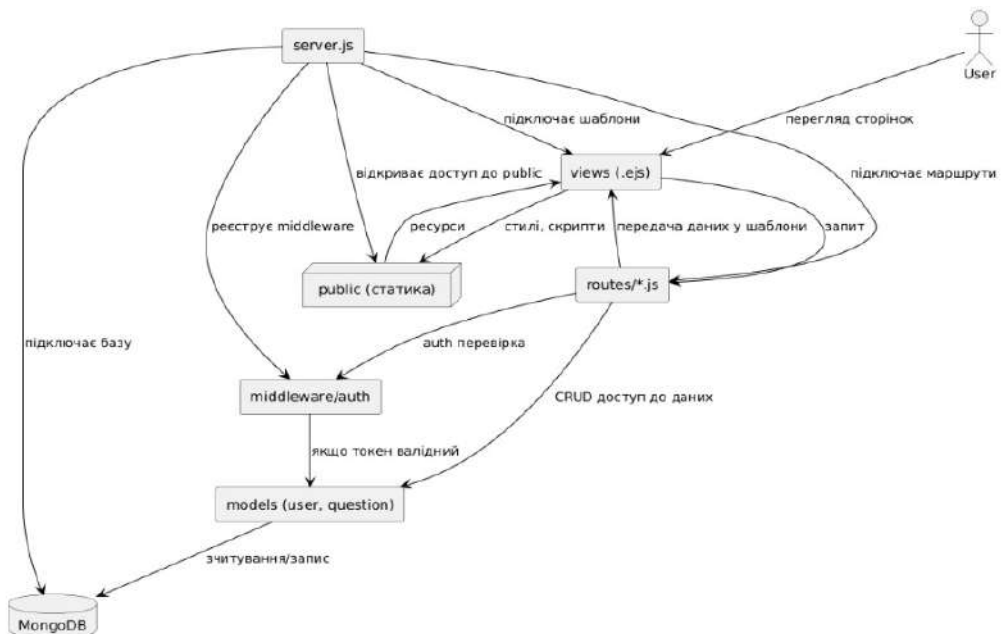 server.js
User
підключає шаблони
перегляд сторінок
views (.ejs)
відкриває доступ до public
підключає маршрути
реєструє middleware
ресурси
стилі, скрипти
передача даних у шаблони
запит
public (статика)
routes/*.js
підключає базу
auth перевірка
middleware/auth
CRUD доступ до даних
якщо токен валідний
models (user, question)
зчитування/запис
MongoDB